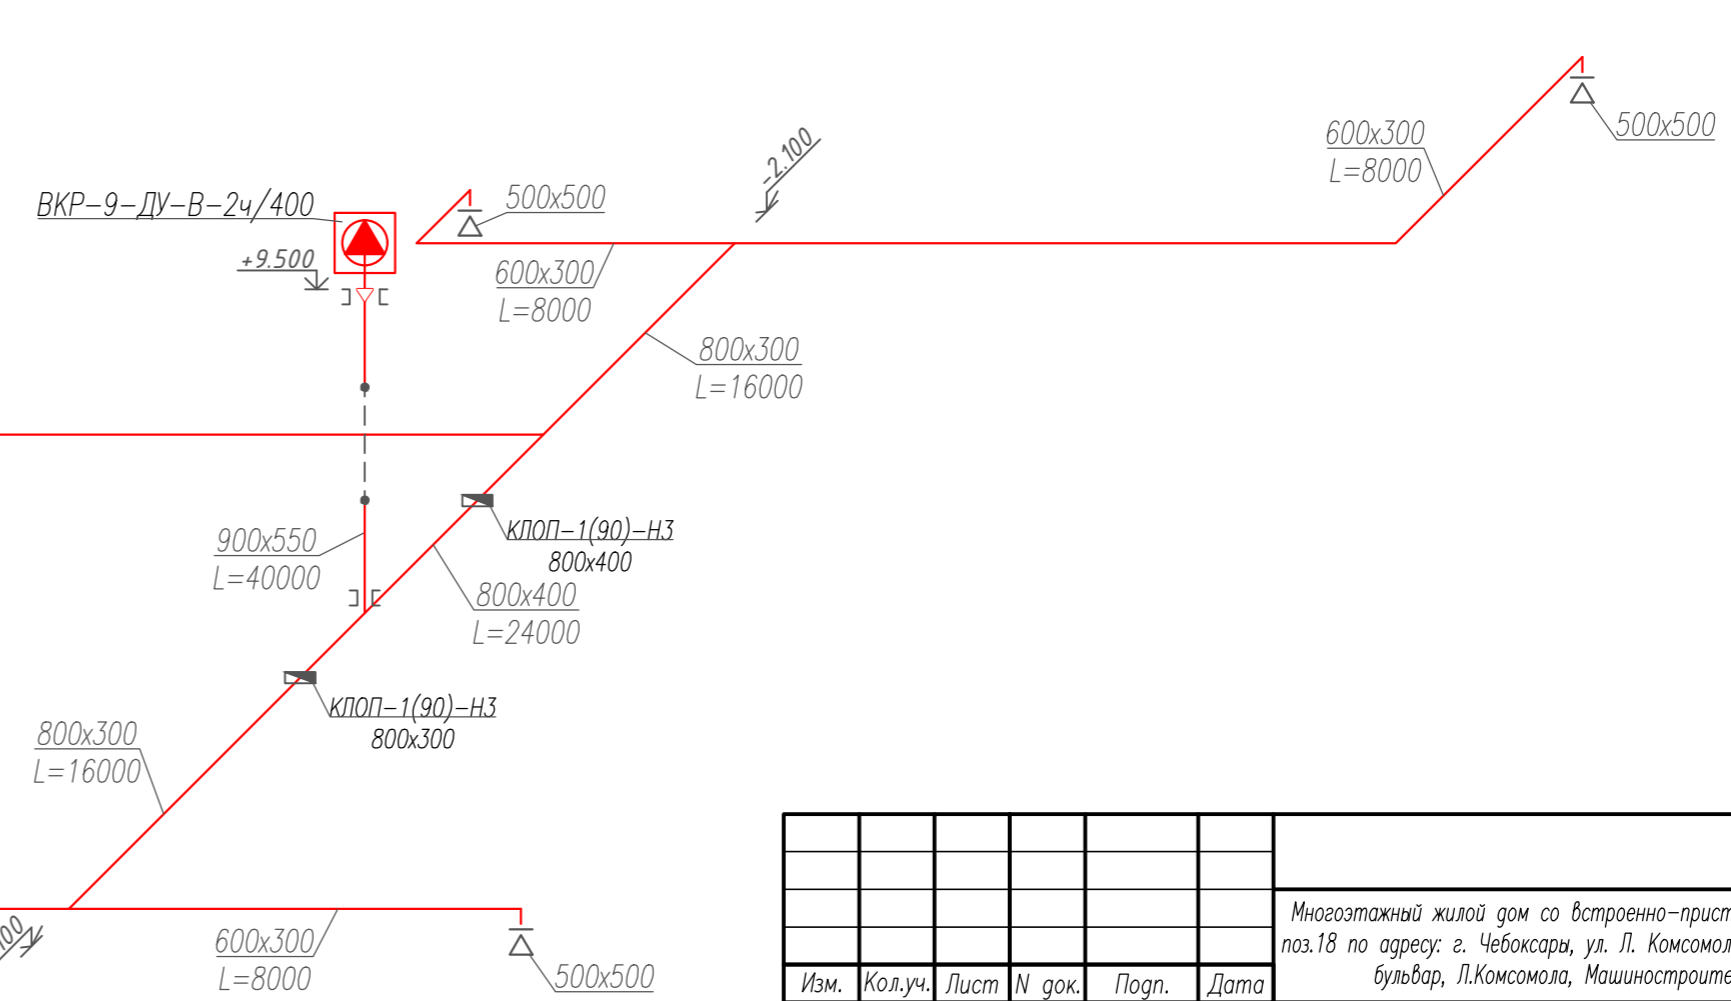 600x300
L=8000
500x500
-2.100
ВКР-9-ДУ-В-2ч/400
500x500
+9.500
600x300
L=8000
800x300
L=16000
КЛОП-1(90)-НЗ
800x400
900x550
L=40000
800x400
L=24000
КЛОП-1(90)-НЗ
800x300
800x300
L=16000
600x300
L=8000
500x500
Многоэтажный жилой дом со встроенно-прист
поз.18 по адресу: г. Чебоксары, ул. Л. Комсомол
бульвар, Л.Комсомола, Машиностроите
Изм. Кол.уч. Лист N док. Подп. Дата